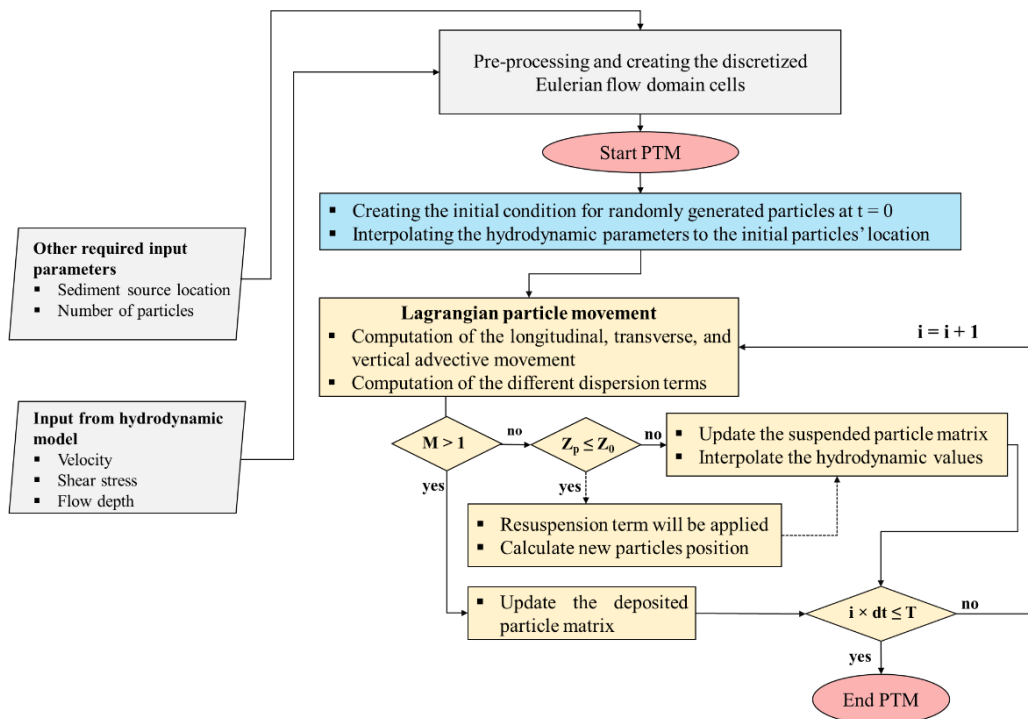 Pre-processing and creating the discretized
Eulerian flow domain cells
Start PTM
▪ Creating the initial condition for randomly generated particles at t = 0
▪ Interpolating the hydrodynamic parameters to the initial particles' location
Other required input
parameters
▪ Sediment source location
▪ Number of particles
Lagrangian particle movement
▪ Computation of the longitudinal, transverse, and
vertical advective movement
▪ Computation of the different dispersion terms
i = i + 1
Input from hydrodynamic
model
▪ Velocity
▪ Shear stress
▪ Flow depth
M > 1
no
Zp ≤ Z0
no
▪ Update the suspended particle matrix
▪ Interpolate the hydrodynamic values
yes
yes
▪ Resuspension term will be applied
▪ Calculate new particles position
▪ Update the deposited
particle matrix
i × dt ≤ T
no
yes
End PTM